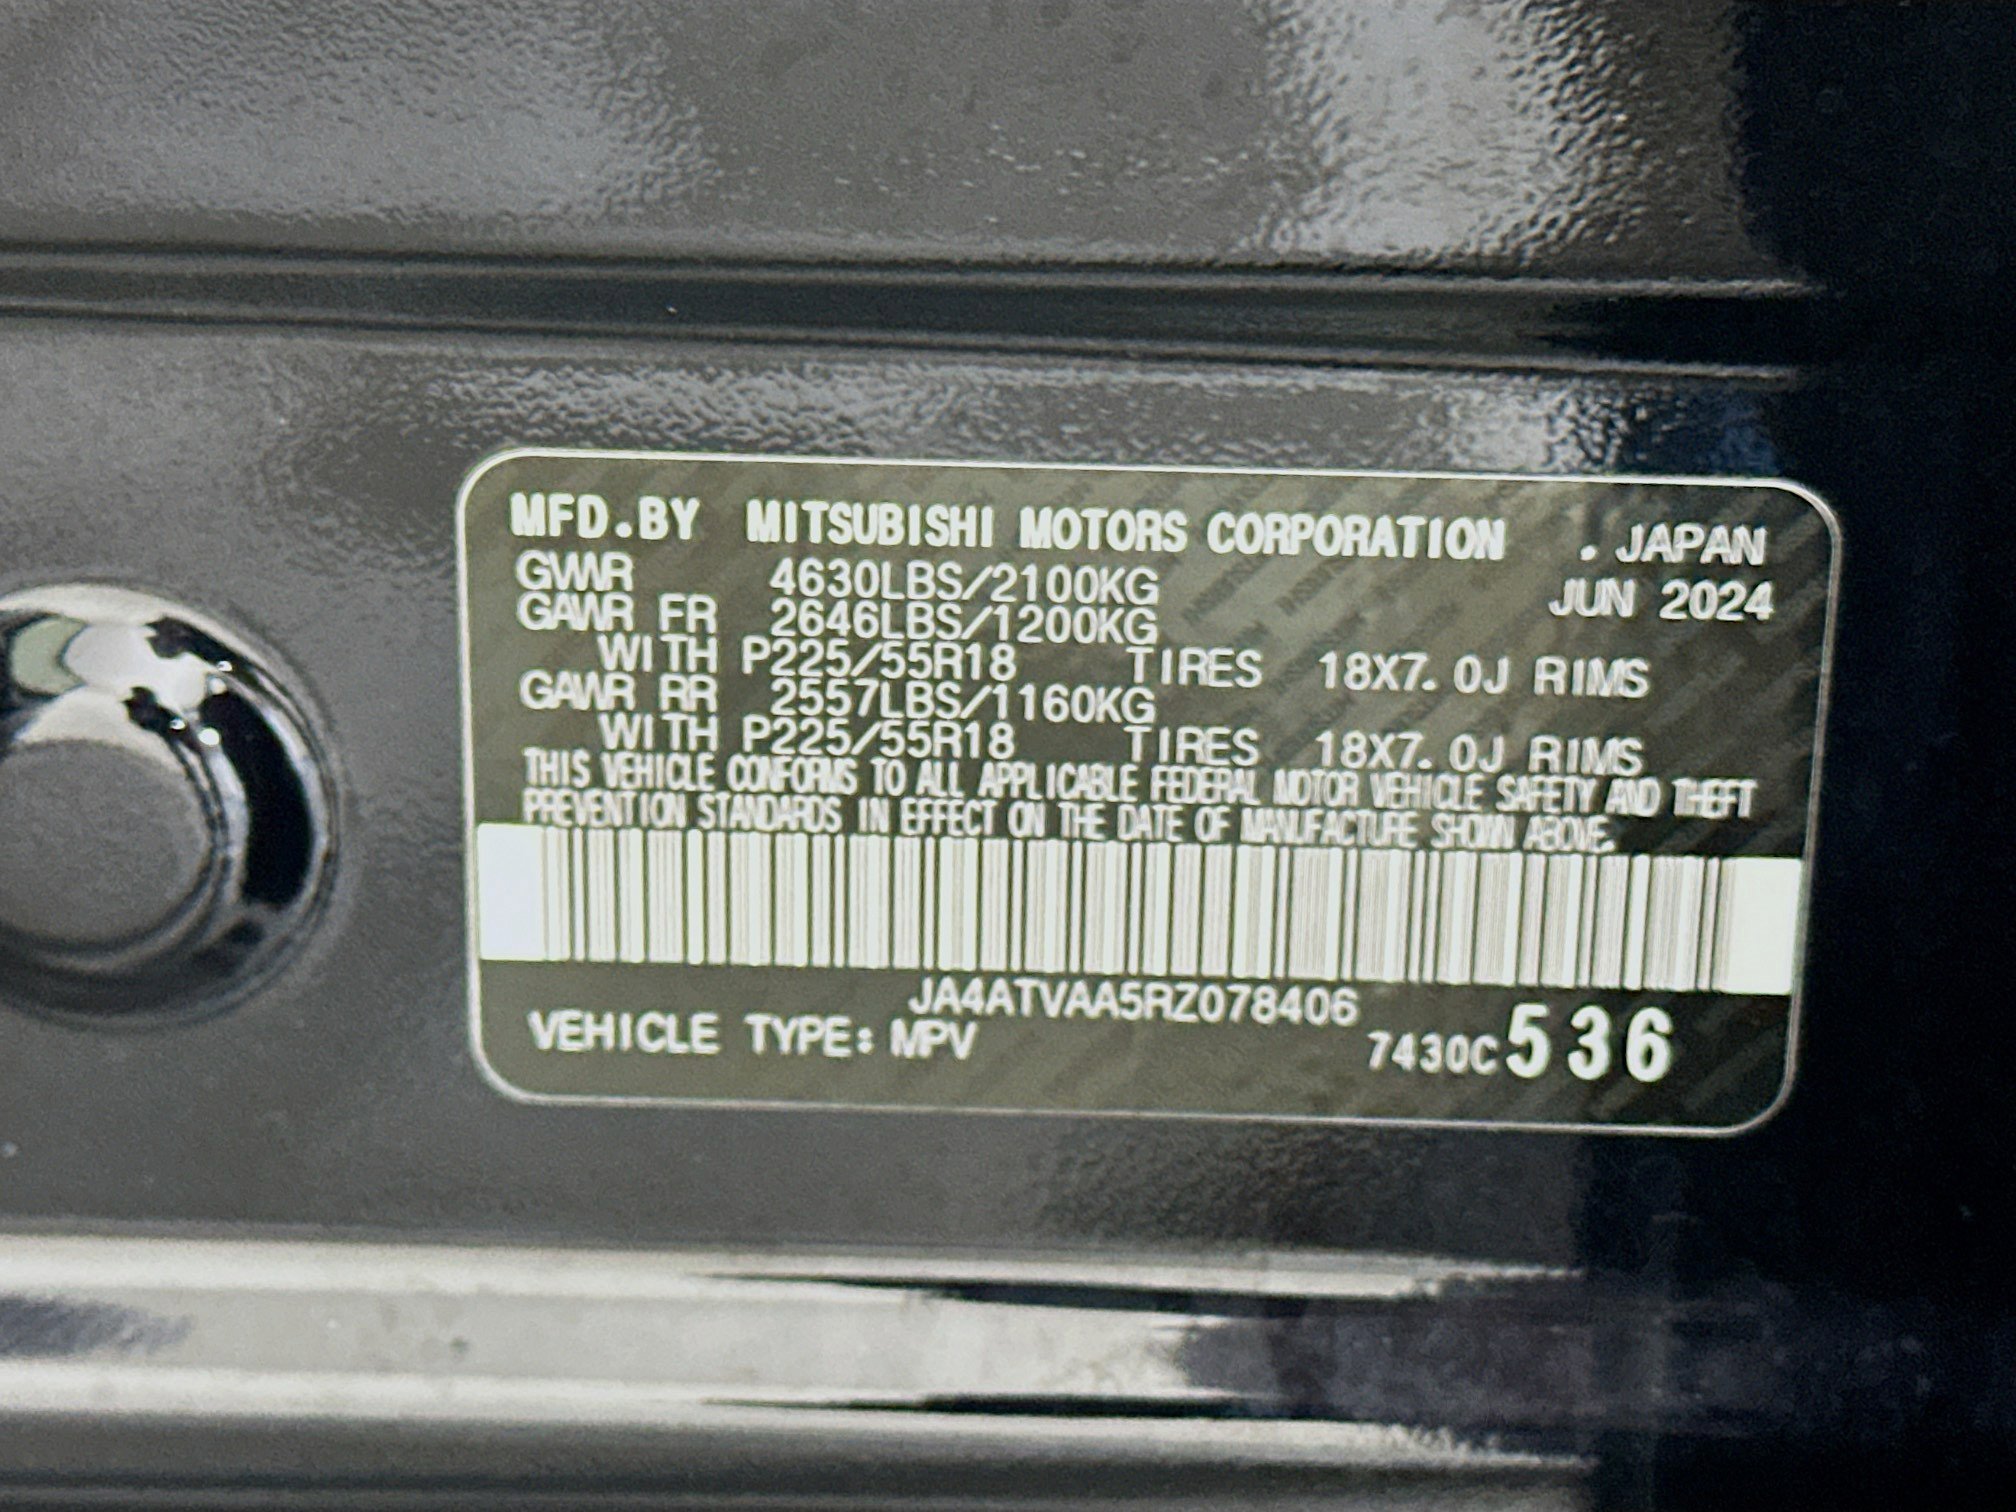 MFD.BY MITSUBISHI MOTORS CORPORATION . JAPAN
GVWR 4630LBS/2100KG JUN 2024
GAWR FR 2646LBS/1200KG
WITH P225/55R18 TIRES 18X7.0J RIMS
GAWR RR 2557LBS/1160KG
WITH P225/55R18 TIRES 18X7.0J RIMS
THIS VEHICLE CONFORMS TO ALL APPLICABLE FEDERAL MOTOR VEHICLE SAFETY AND THEFT
PREVENTION STANDARDS IN EFFECT ON THE DATE OF MANUFACTURE SHOWN ABOVE.
JA4ATVAA5RZ078406
VEHICLE TYPE: MPV 7430C 536